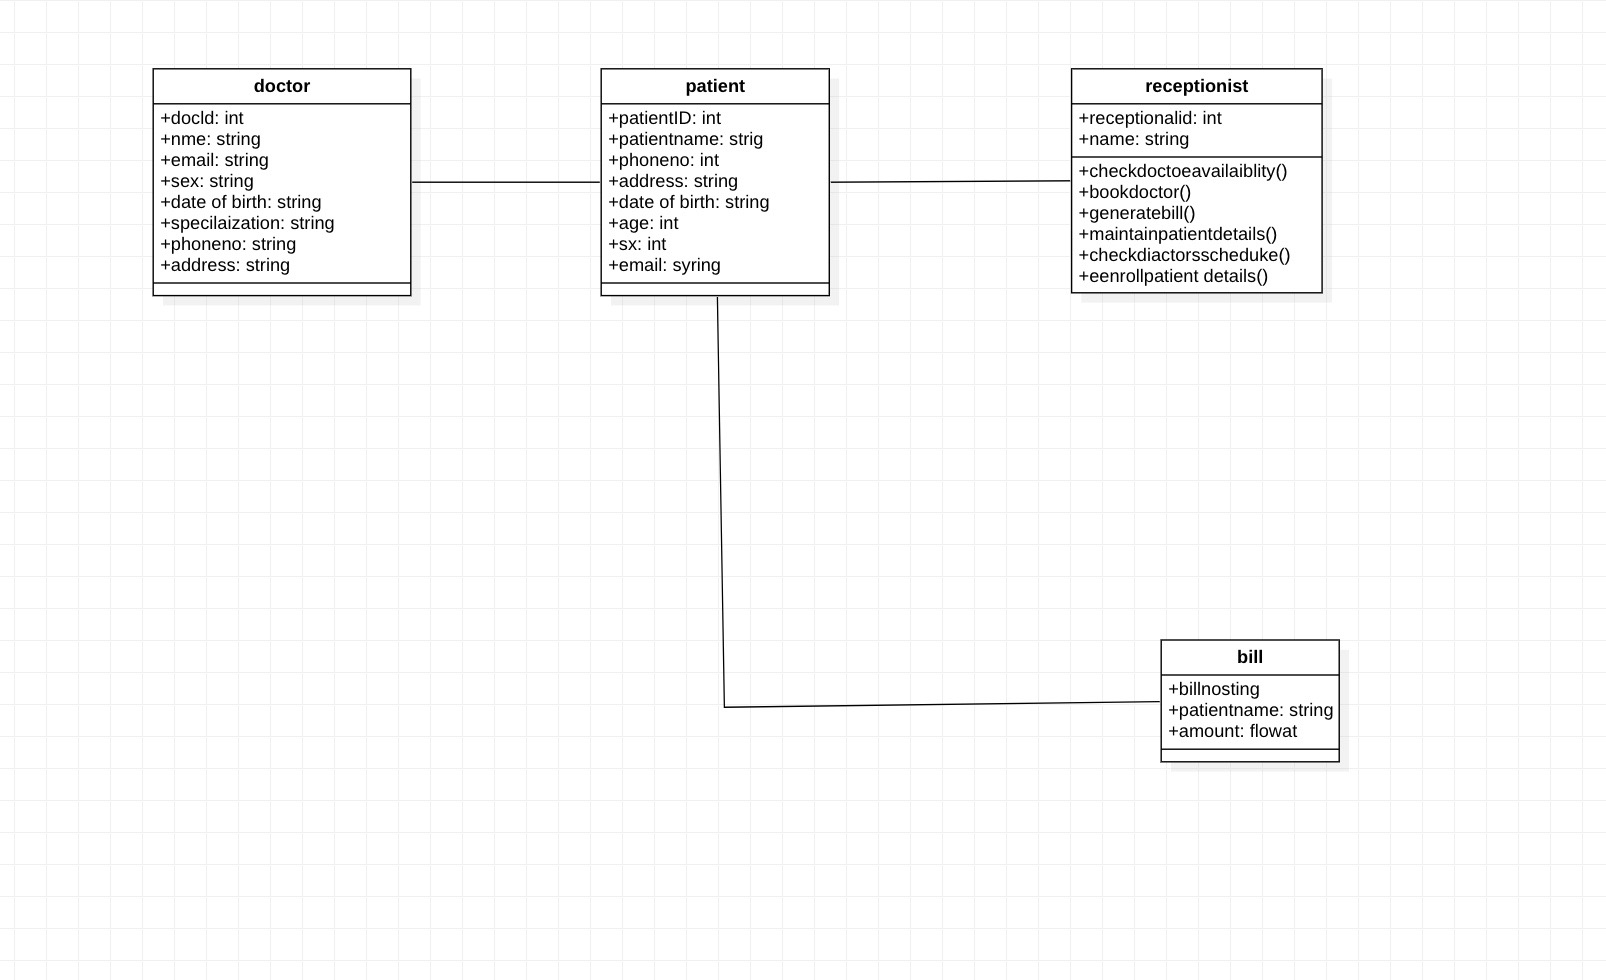 doctor
+docld: int
+nme: string
+email: string
+sex: string
+date of birth: string
+specilaization: string
+phoneno: string
+address: string
patient
+patientID: int
+patientname: strig
+phoneno: int
+address: string
+date of birth: string
+age: int
+sx: int
+email: syring
receptionist
+receptionalid: int
+name: string
+checkdoctoeavailaiblity()
+bookdoctor()
+generatebill()
+maintainpatientdetails()
+checkdiactorsscheduke()
+eenrollpatient details()
bill
+billnosting
+patientname: string
+amount: flowat